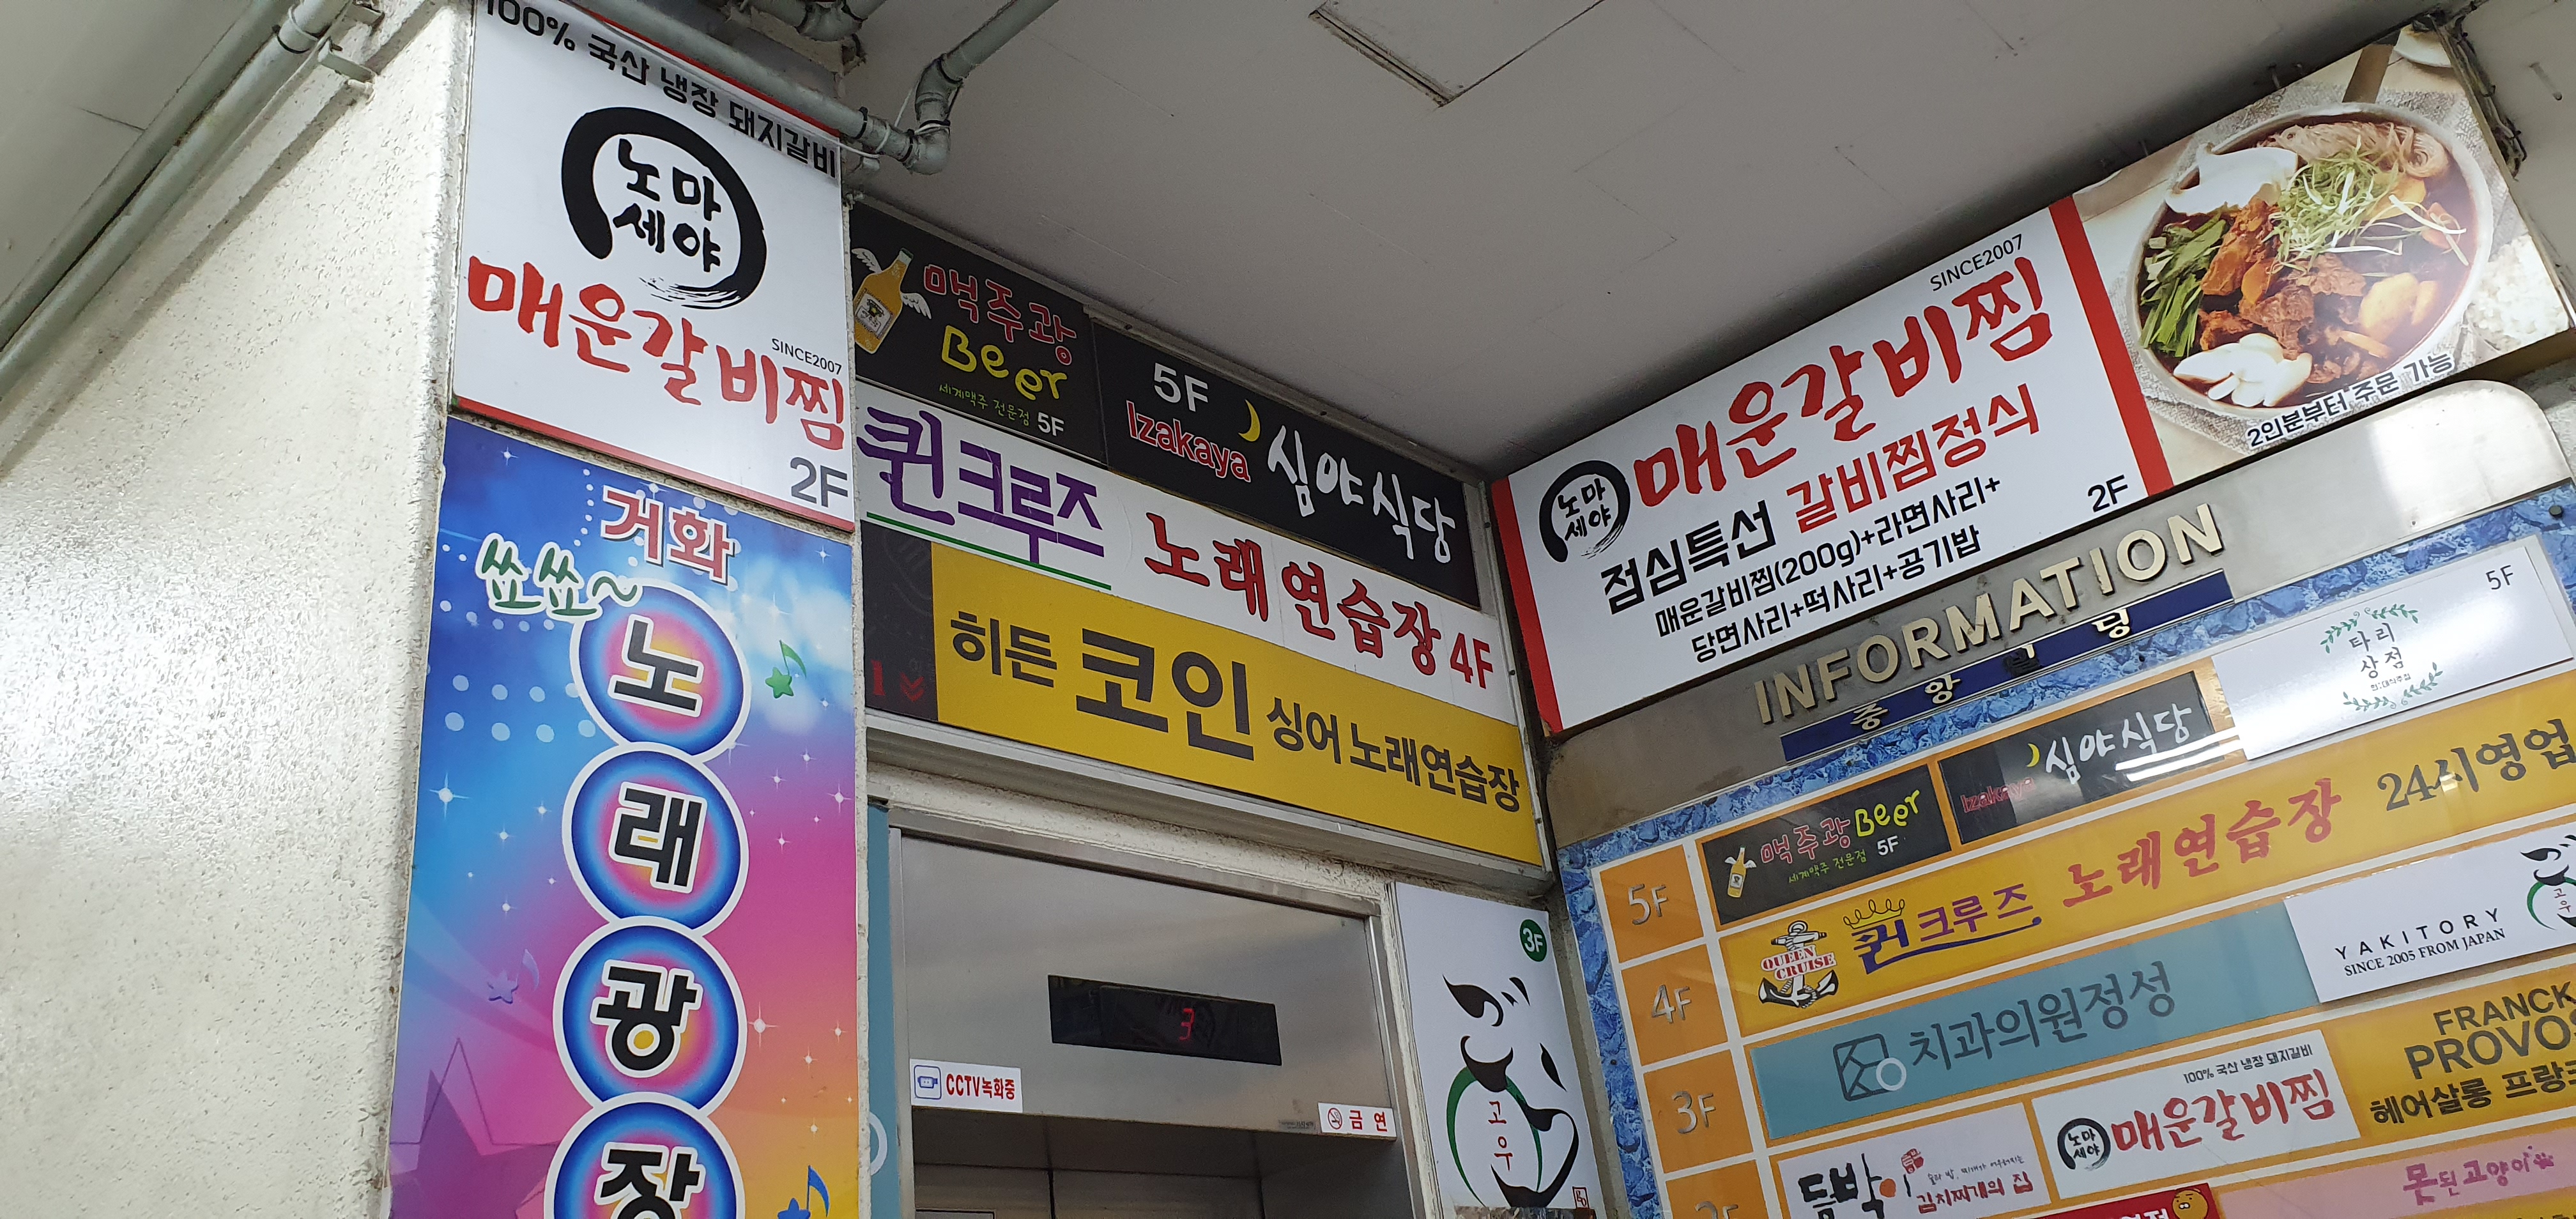 100% 국산 냉장 돼지갈비
노마
세야
SINCE2007
매운갈비찜
2F
거화
쑈쑈~
노
래
광
장
맥주광
Beer
세계맥주 전문점 5F
5F
Izakaya
심야식당
퀸크루즈 노래연습장 4F
1
히든 코인 싱어 노래연습장
3
CCTV녹화중
금연
3F
고우
SINCE2007
노마
세야
매운갈비찜
점심특선 갈비찜정식
매운갈비찜(200g)+라면사리+
당면사리+떡사리+공기밥
2F
2인분부터 주문 가능
INFORMATION
중앙빌딩
5F
맥주광 Beer
세계맥주 전문점 5F
Izakaya
심야식당
타리
상점
5F
4F
QUEEN
CRUISE
퀸크루즈 노래연습장 24시영업
3F
치과의원정성
YAKITORY
SINCE 2005 FROM JAPAN
고우
2F
김치찌개의 집
100% 국산 냉장 돼지갈비
노마
세야
매운갈비찜
FRANCK
PROVO
헤어살롱 프랑크
못된고양이